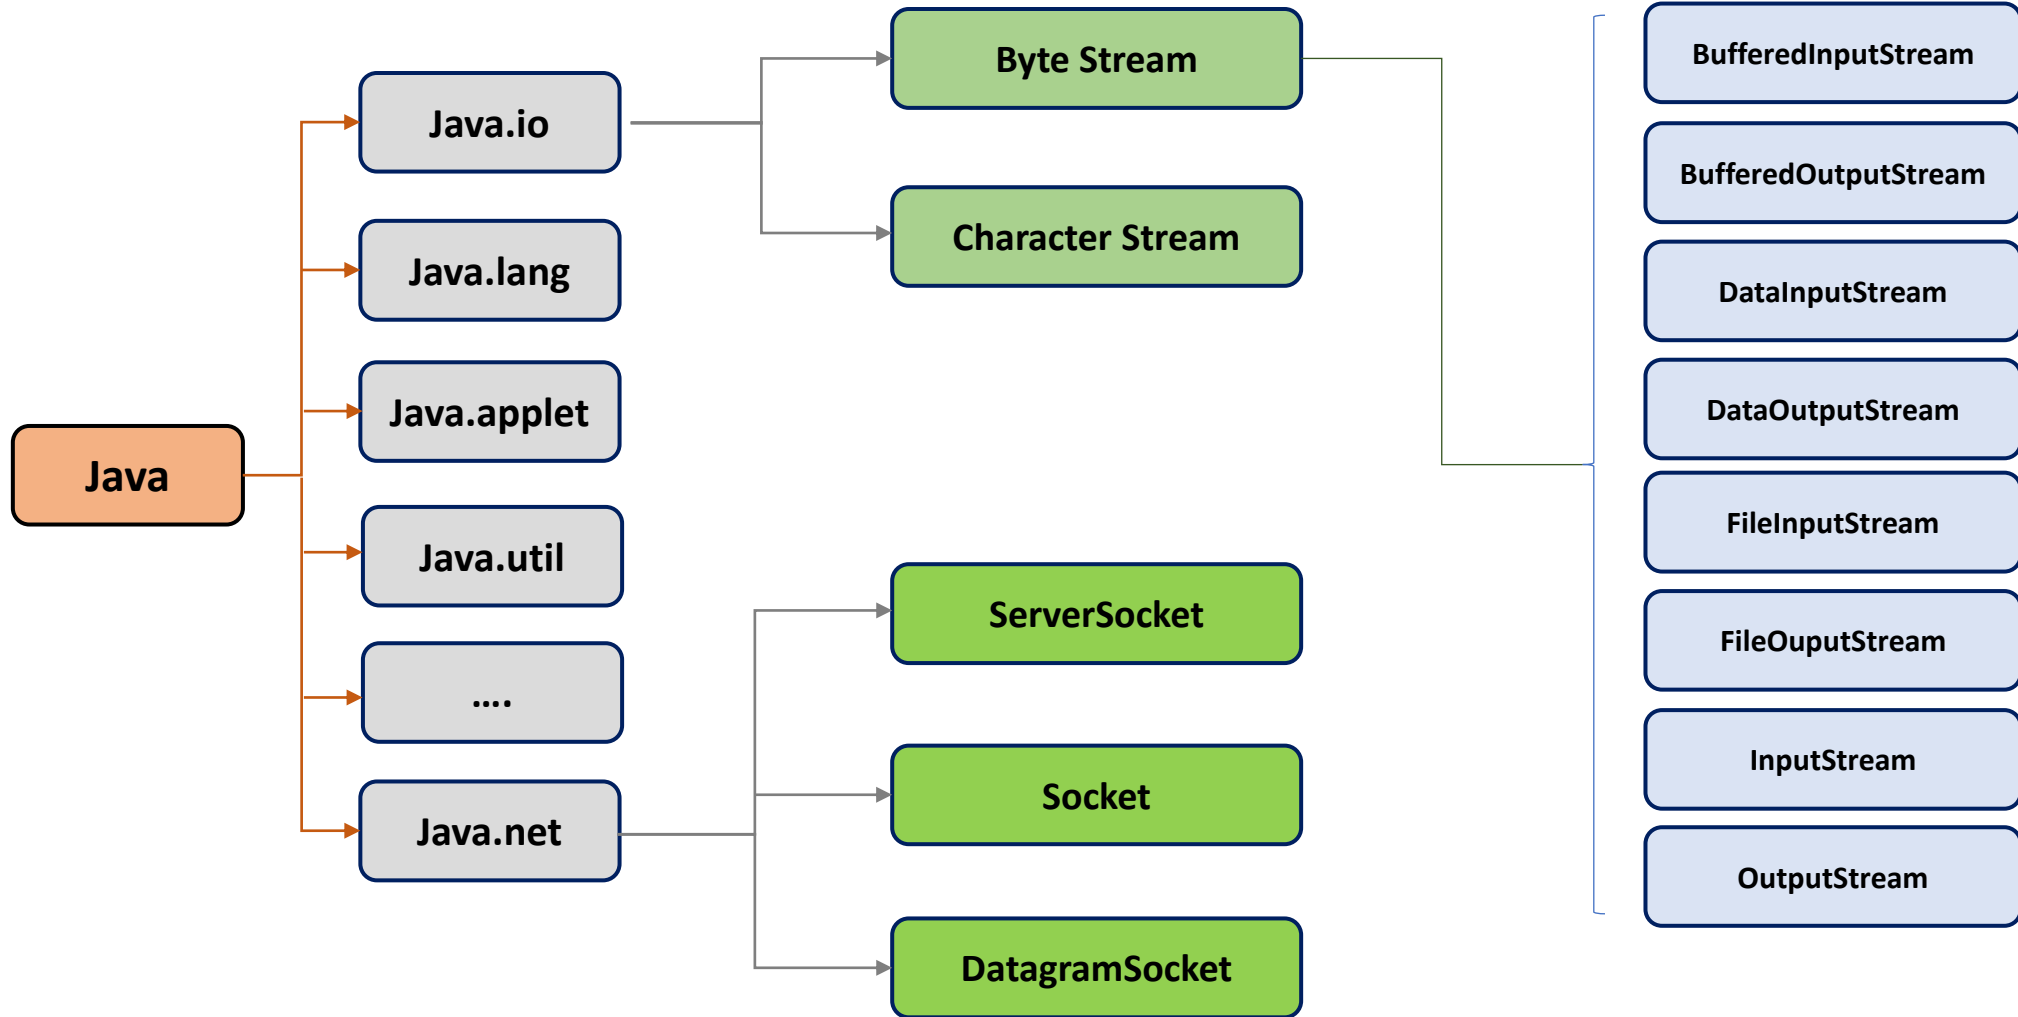 Java
Java.io
Java.lang
Java.applet
Java.util
....
Java.net
Byte Stream
Character Stream
ServerSocket
Socket
DatagramSocket
BufferedInputStream
BufferedOutputStream
DataInputStream
DataOutputStream
FileInputStream
FileOuputStream
InputStream
OutputStream